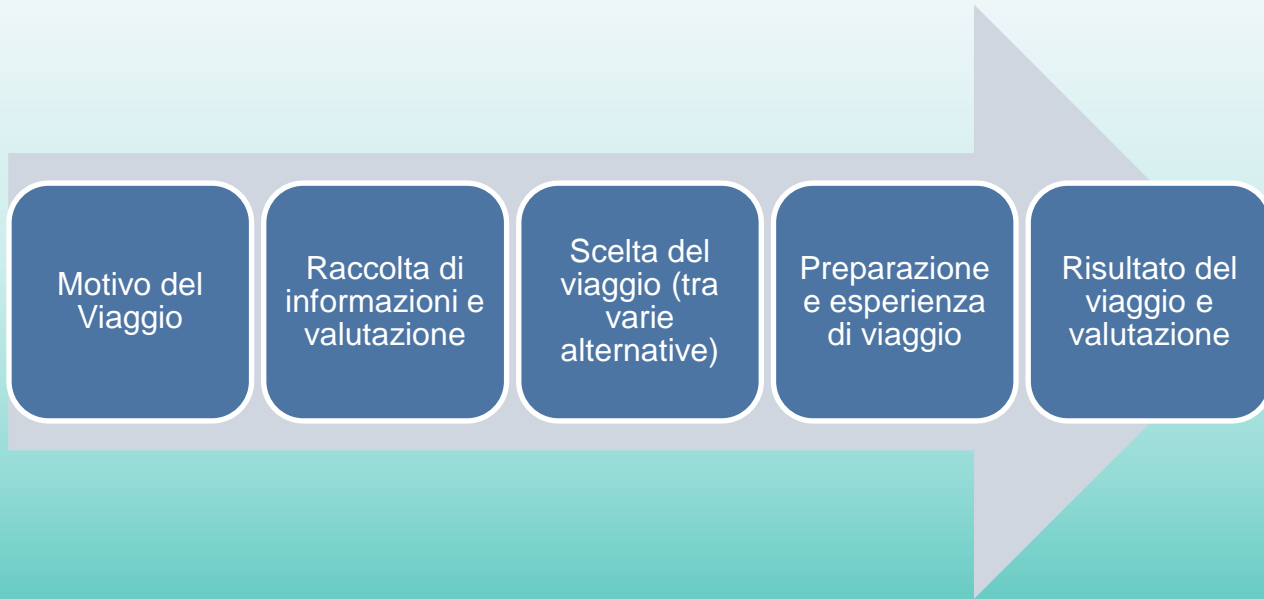 Motivo del
Viaggio
Raccolta di
informazioni e
valutazione
Scelta del
viaggio (tra
varie
alternative)
Preparazione
e esperienza
di viaggio
Risultato del
viaggio e
valutazione